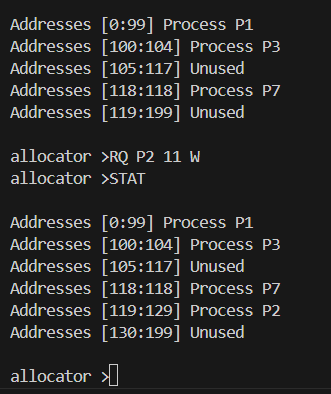 Addresses [0:99] Process P1
Addresses [100:104] Process P3
Addresses [105:117] Unused
Addresses [118:118] Process P7
Addresses [119:199] Unused
allocator >RQ P2 11 W
allocator >STAT
Addresses [0:99] Process P1
Addresses [100:104] Process P3
Addresses [105:117] Unused
Addresses [118:118] Process P7
Addresses [119:129] Process P2
Addresses [130:199] Unused
allocator >